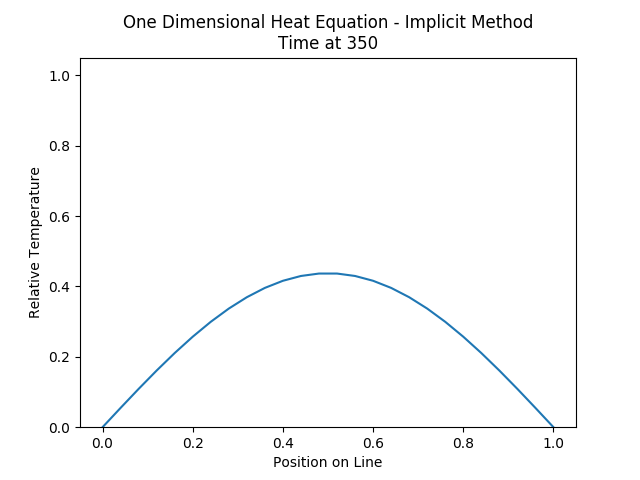 One Dimensional Heat Equation - Implicit Method
Time at 350
1.0
0.8
0.6
0.4
0.2
0.0
Relative Temperature
0.0 0.2 0.4 0.6 0.8 1.0
Position on Line